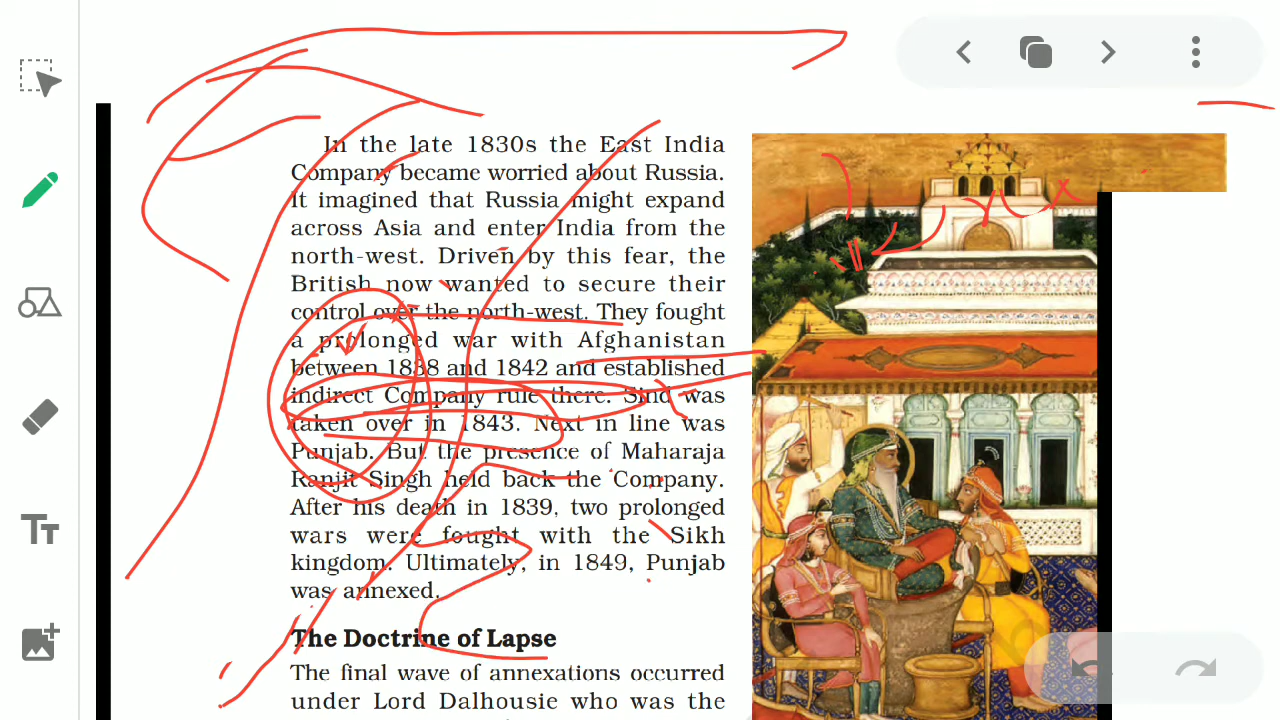 In the late 1830s the East India
Company became worried about Russia.
It imagined that Russia might expand
across Asia and enter India from the
north-west. Driven by this fear, the
British now wanted to secure their
control over the north-west. They fought
a prolonged war with Afghanistan
between 1838 and 1842 and established
indirect Company rule there. Sind was
taken over in 1843. Next in line was
Punjab. But the presence of Maharaja
Ranjit Singh held back the Company.
After his death in 1839, two prolonged
wars were fought with the Sikh
kingdom. Ultimately, in 1849, Punjab
was annexed.
The Doctrine of Lapse
The final wave of annexations occurred
under Lord Dalhousie who was the